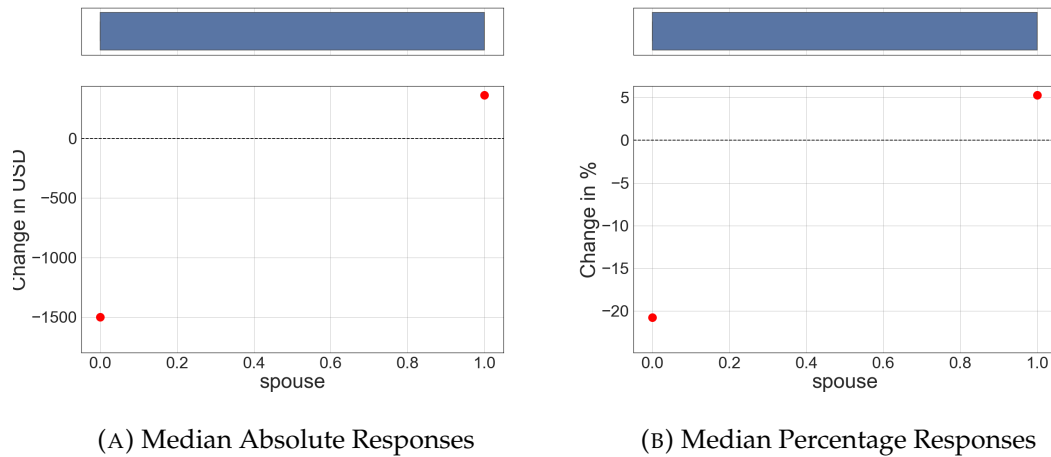 Change in USD
0
−500
−1000
−1500
0.0 0.2 0.4 0.6 0.8 1.0
spouse
(A) Median Absolute Responses
Change in %
5
0
−5
−10
−15
−20
0.0 0.2 0.4 0.6 0.8 1.0
spouse
(B) Median Percentage Responses